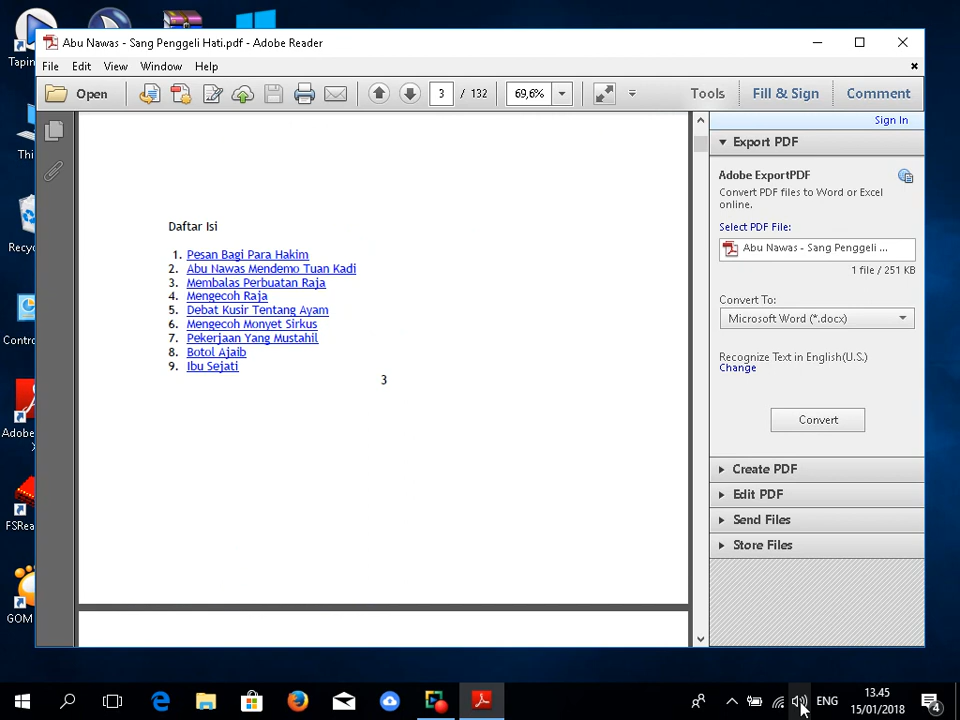 Abu Nawas - Sang Penggeli Hati.pdf - Adobe Reader
File Edit View Window Help
Open 3 / 132 69,6% Tools Fill & Sign Comment
Sign In
Export PDF
Adobe ExportPDF
Convert PDF files to Word or Excel
online.
Select PDF File:
Abu Nawas - Sang Penggeli ...
1 file / 251 KB
Convert To:
Microsoft Word (*.docx)
Recognize Text in English(U.S.)
Change
Convert
Create PDF
Edit PDF
Send Files
Store Files
Daftar Isi
1. Pesan Bagi Para Hakim
2. Abu Nawas Mendemo Tuan Kadi
3. Membalas Perbuatan Raja
4. Mengecoh Raja
5. Debat Kusir Tentang Ayam
6. Mengecoh Monyet Sirkus
7. Pekerjaan Yang Mustahil
8. Botol Ajaib
9. Ibu Sejati
3
Tapin
Thi
Recyc
Contro
Adobe
X
FSRea
GOM
ENG
13.45
15/01/2018
4